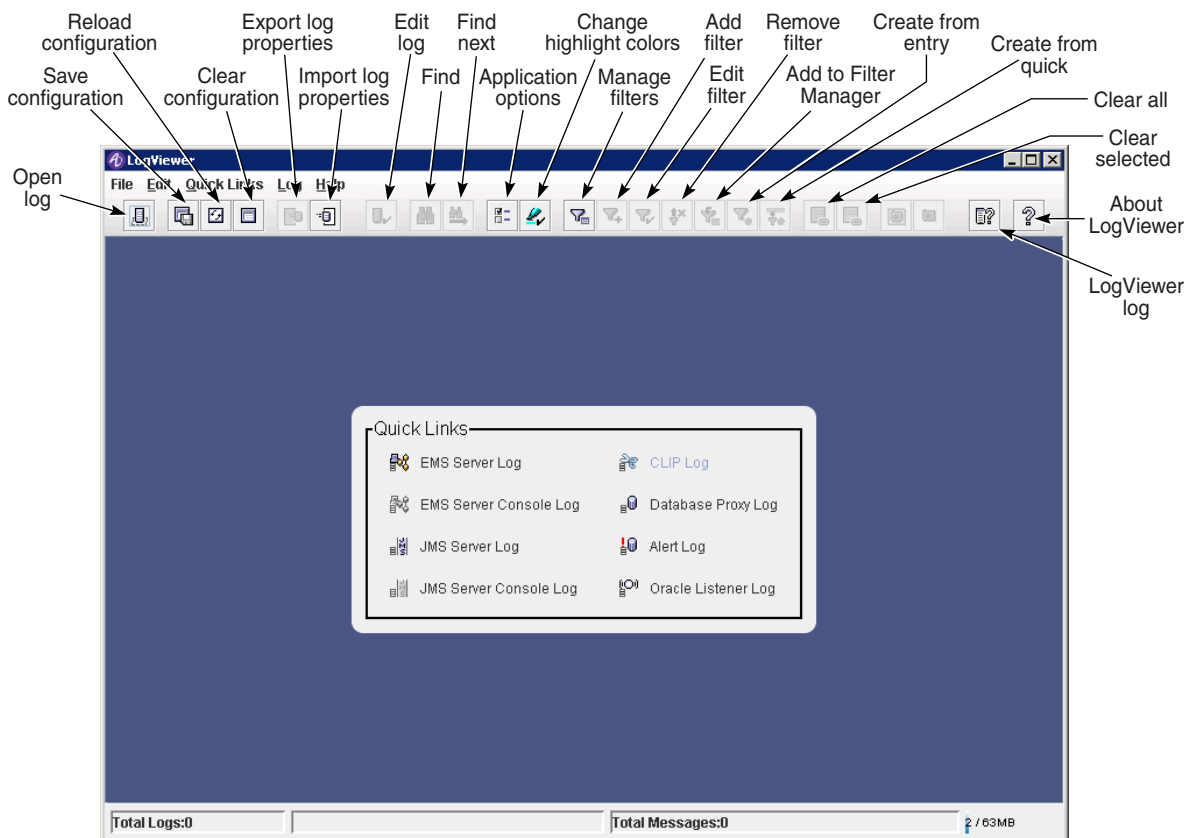 Reload
configuration
Export log
properties
Edit
log
Find
next
Change
highlight colors
Add
filter
Remove
filter
Create from
entry
Create from
quick
Save
configuration
Clear
configuration
Import log
properties
Find
Application
options
Manage
filters
Edit
filter
Add to Filter
Manager
Clear all
Clear
selected
Open
log
About
LogViewer
LogViewer
log
LogViewer
File Edit Quick Links Log Help
Quick Links
EMS Server Log
CLIP Log
EMS Server Console Log
Database Proxy Log
JMS Server Log
Alert Log
JMS Server Console Log
Oracle Listener Log
Total Logs:0
Total Messages:0
2 / 63MB